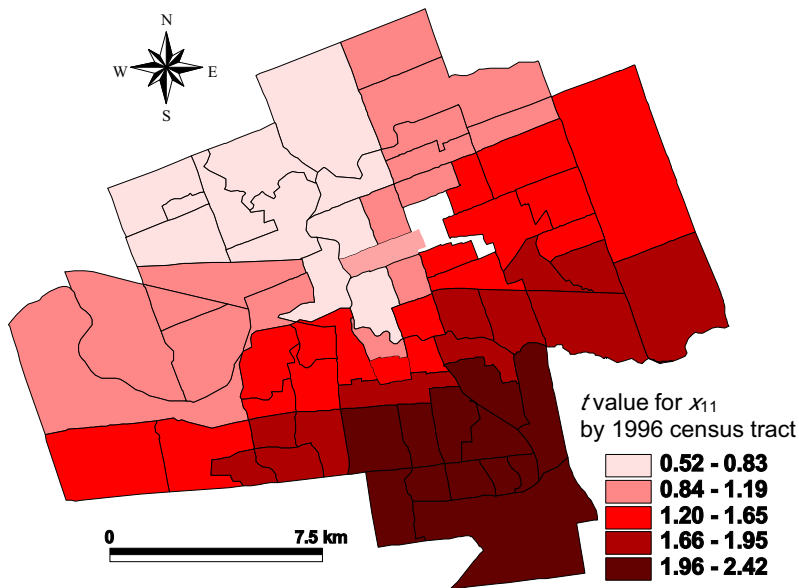 N
W E
S
t value for x11
by 1996 census tract
0.52 - 0.83
0.84 - 1.19
1.20 - 1.65
1.66 - 1.95
1.96 - 2.42
0 7.5 km